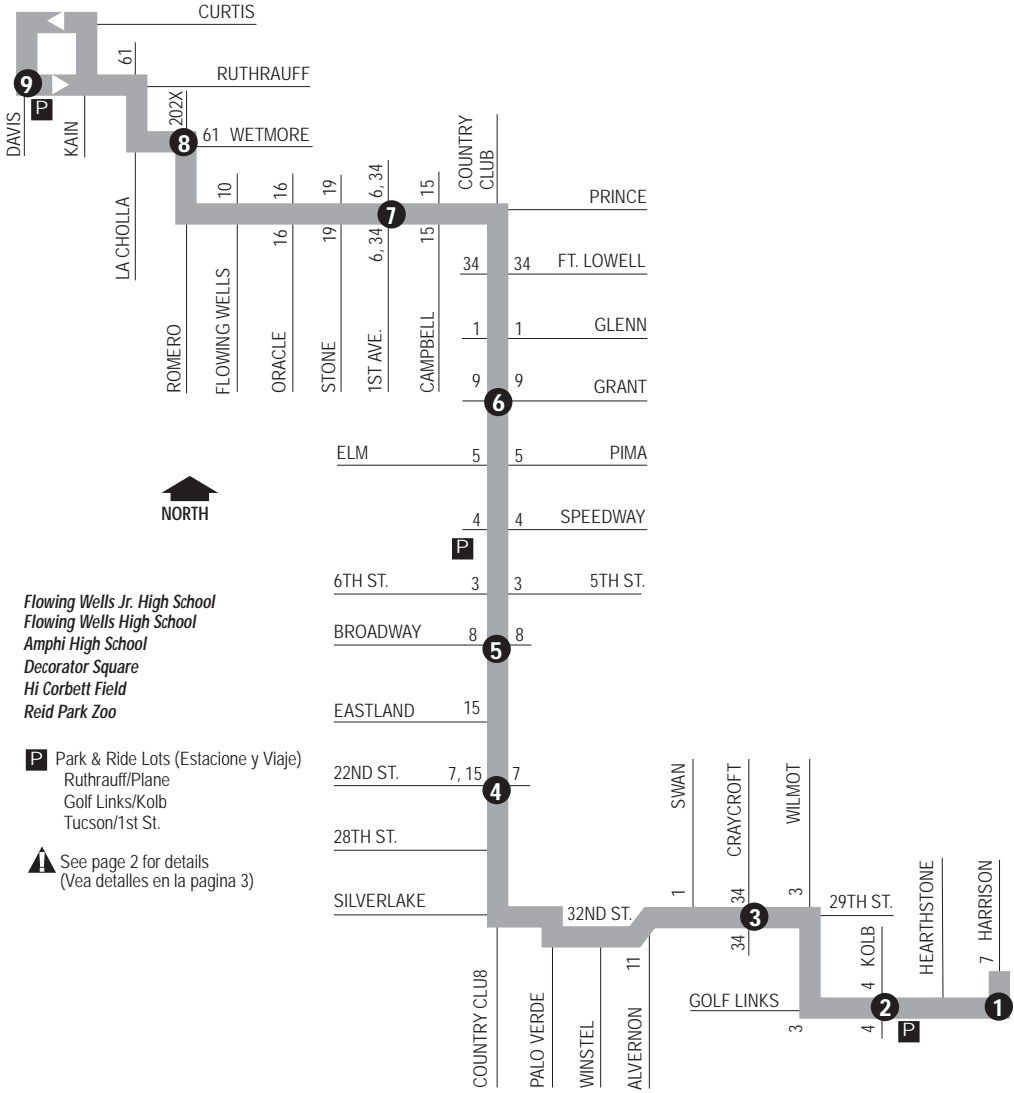 CURTIS
61
RUTHRAUFF
9
P
DAVIS
KAIN
202X
8
61 WETMORE
LA CHOLLA
ROMERO
10
FLOWING WELLS
16
16
ORACLE
19
19
STONE
6, 34
7
6, 34
1ST AVE.
15
15
CAMPBELL
COUNTRY
CLUB
PRINCE
34 34 FT. LOWELL
1 1 GLENN
9 9 GRANT
6
ELM 5 5 PIMA
4 4 SPEEDWAY
P
6TH ST. 3 3 5TH ST.
BROADWAY 8 8
5
EASTLAND 15
22ND ST. 7, 15 7
4
28TH ST.
SILVERLAKE
NORTH
Flowing Wells Jr. High School
Flowing Wells High School
Amphi High School
Decorator Square
Hi Corbett Field
Reid Park Zoo
P Park & Ride Lots (Estacione y Viaje)
Ruthrauff/Plane
Golf Links/Kolb
Tucson/1st St.
! See page 2 for details
(Vea detalles en la pagina 3)
COUNTRY CLU8
PALO VERDE
32ND ST.
WINSTEL
11
ALVERNON
SWAN
1
CRAYCROFT
34
3
34
WILMOT
3
29TH ST.
GOLF LINKS
3
KOLB
4
2
4
P
HEARTHSTONE
7 HARRISON
1